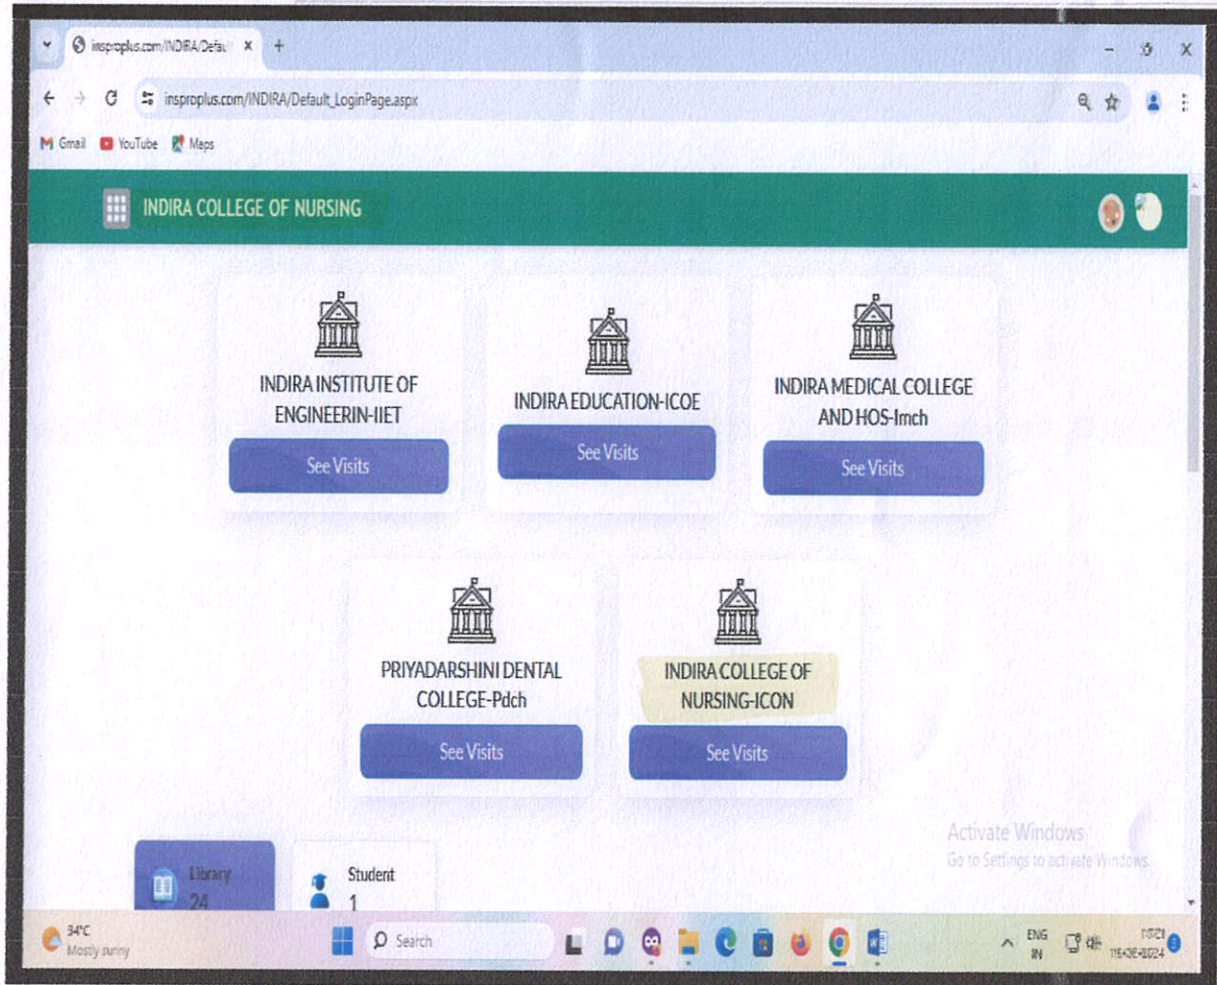 insproplus.com/INDIRA/Defau
insproplus.com/INDIRA/Default_LoginPage.aspx
Gmail YouTube Maps
INDIRA COLLEGE OF NURSING
INDIRA INSTITUTE OF
ENGINEERIN-IIET
See Visits
INDIRA EDUCATION-ICOE
See Visits
INDIRA MEDICAL COLLEGE
AND HOS-Imch
See Visits
PRIYADARSHINI DENTAL
COLLEGE-Pdch
See Visits
INDIRA COLLEGE OF
NURSING-ICON
See Visits
Library
24
Student
1
Activate Windows
Go to Settings to activate Windows.
34°C
Mostly sunny
Search
ENG
IN